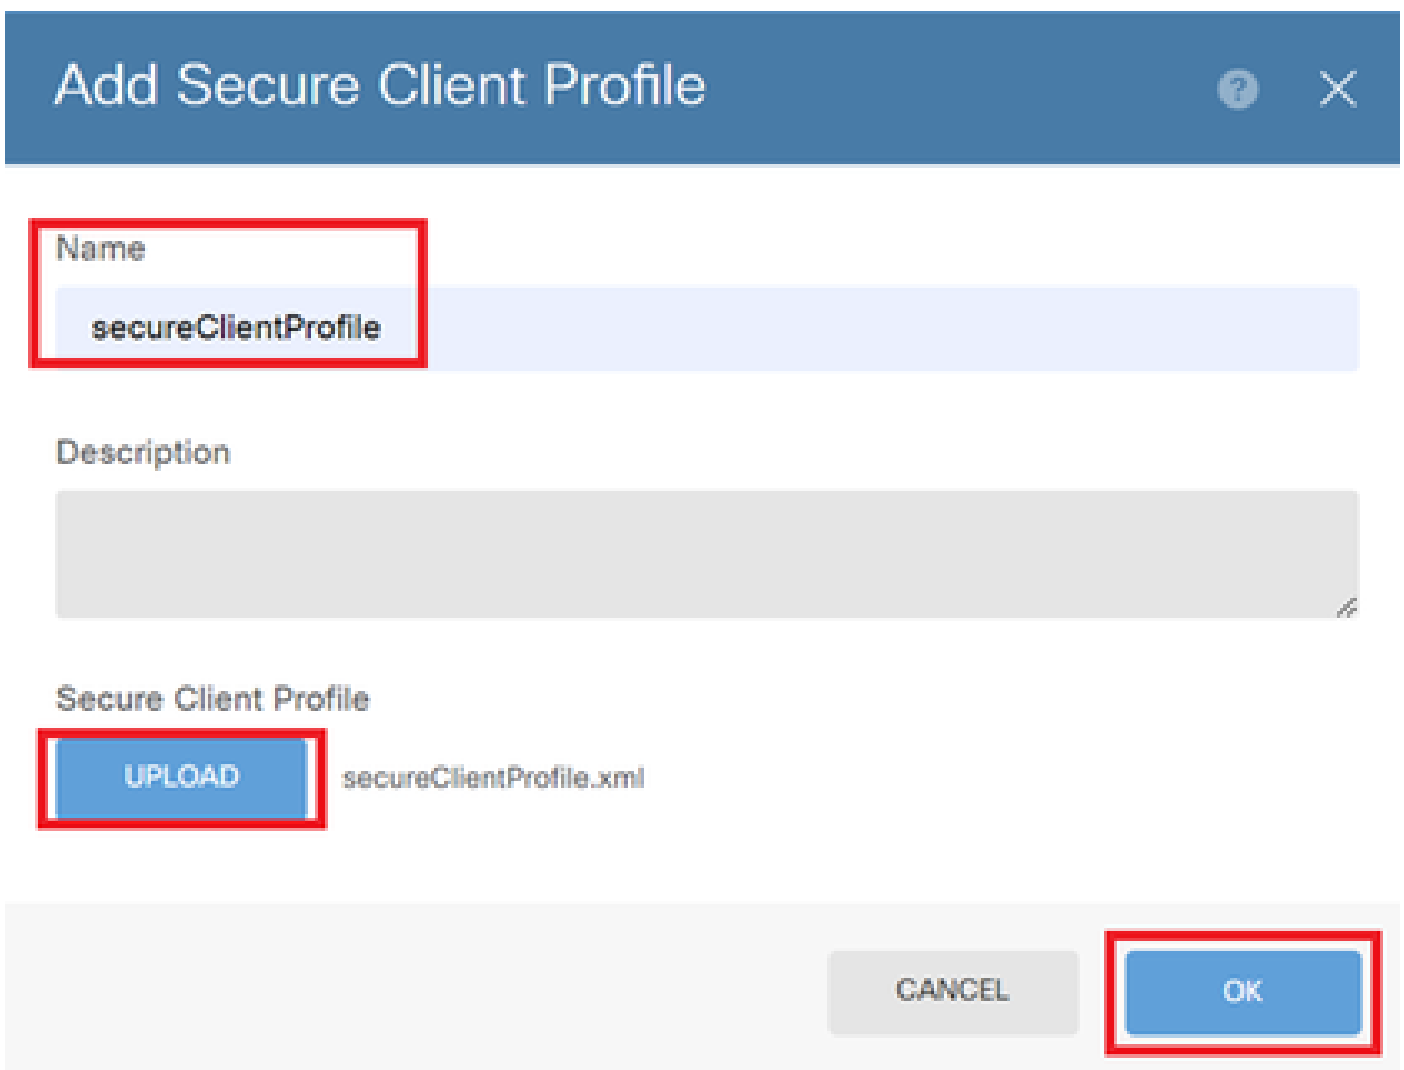 Add Secure Client Profile ?
Name
secureClientProfile
Description
Secure Client Profile
UPLOAD secureClientProfile.xml
CANCEL OK